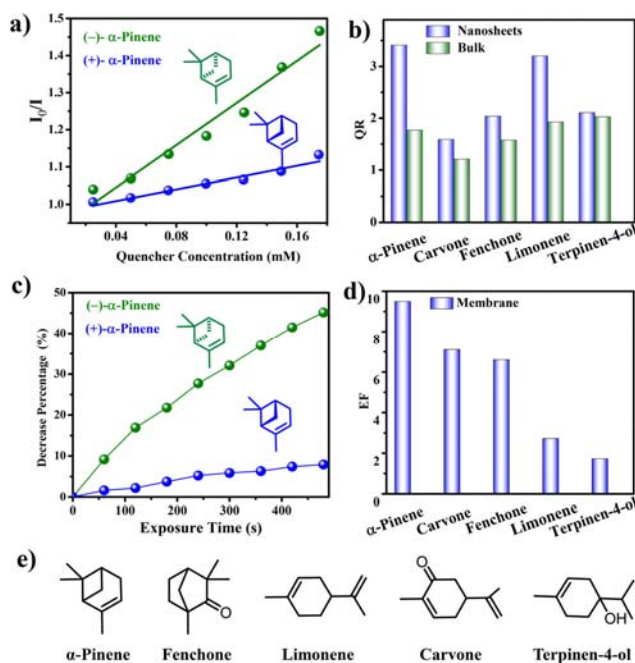 a)
(−)- α-Pinene
(+)- α-Pinene
I₀/I
1.5
1.4
1.3
1.2
1.1
1.0
0.04 0.08 0.12 0.16
Quencher Concentration (mM)
b)
Nanosheets
Bulk
QR
3
2
1
0
α-Pinene Carvone Fenchone Limonene Terpinen-4-ol
c)
(−)-α-Pinene
(+)-α-Pinene
Decrease Percentage (%)
50
40
30
20
10
0
0 100 200 300 400
Exposure Time (s)
d)
Membrane
EF
10
8
6
4
2
0
α-Pinene Carvone Fenchone Limonene Terpinen-4-ol
e)
O
O
OH
α-Pinene Fenchone Limonene Carvone Terpinen-4-ol